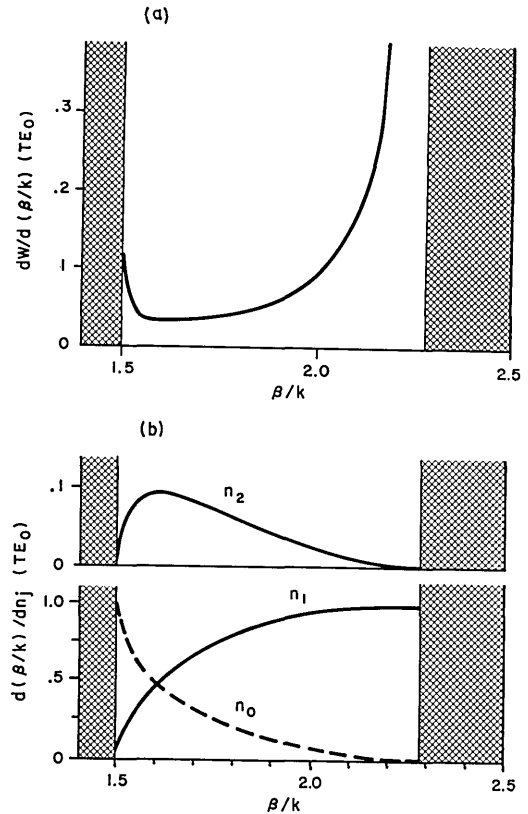 (a)
dW/d (β/k) (TE₀)
.3
.2
.1
0
1.5
2.0
2.5
β/k
(b)
d(β/k)/dnj (TE₀)
.1
0
n₂
1.0
.5
0
n₁
n₀
1.5
2.0
2.5
β/k